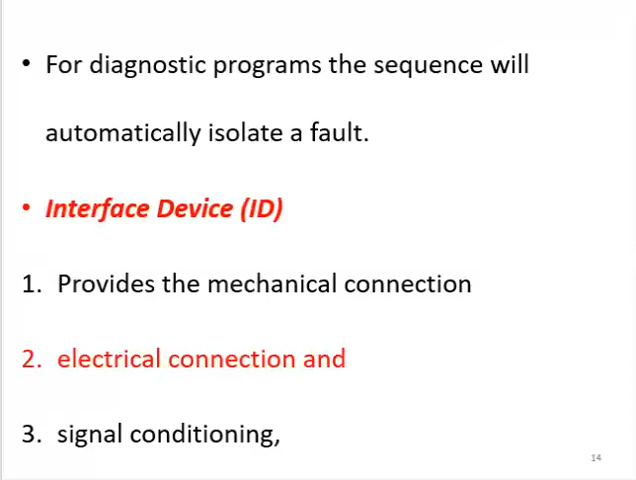 • For diagnostic programs the sequence will
automatically isolate a fault.
• Interface Device (ID)
1. Provides the mechanical connection
2. electrical connection and
3. signal conditioning,
14